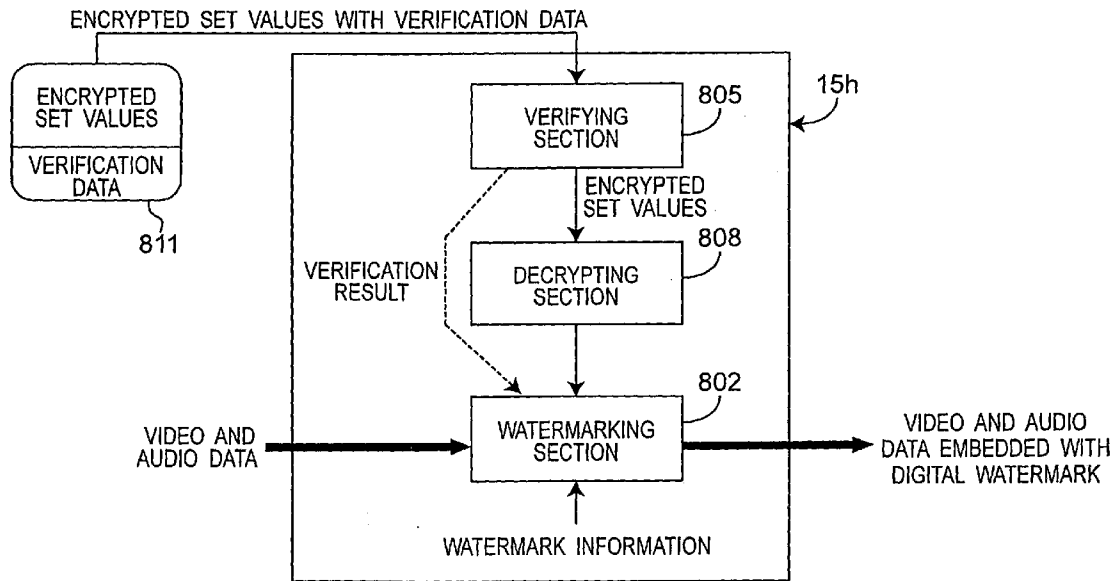 ENCRYPTED SET VALUES WITH VERIFICATION DATA
ENCRYPTED
SET VALUES
VERIFICATION
DATA
811
VERIFYING
SECTION
805
15h
ENCRYPTED
SET VALUES
VERIFICATION
RESULT
DECRYPTING
SECTION
808
VIDEO AND
AUDIO DATA
WATERMARKING
SECTION
802
VIDEO AND AUDIO
DATA EMBEDDED WITH
DIGITAL WATERMARK
WATERMARK INFORMATION